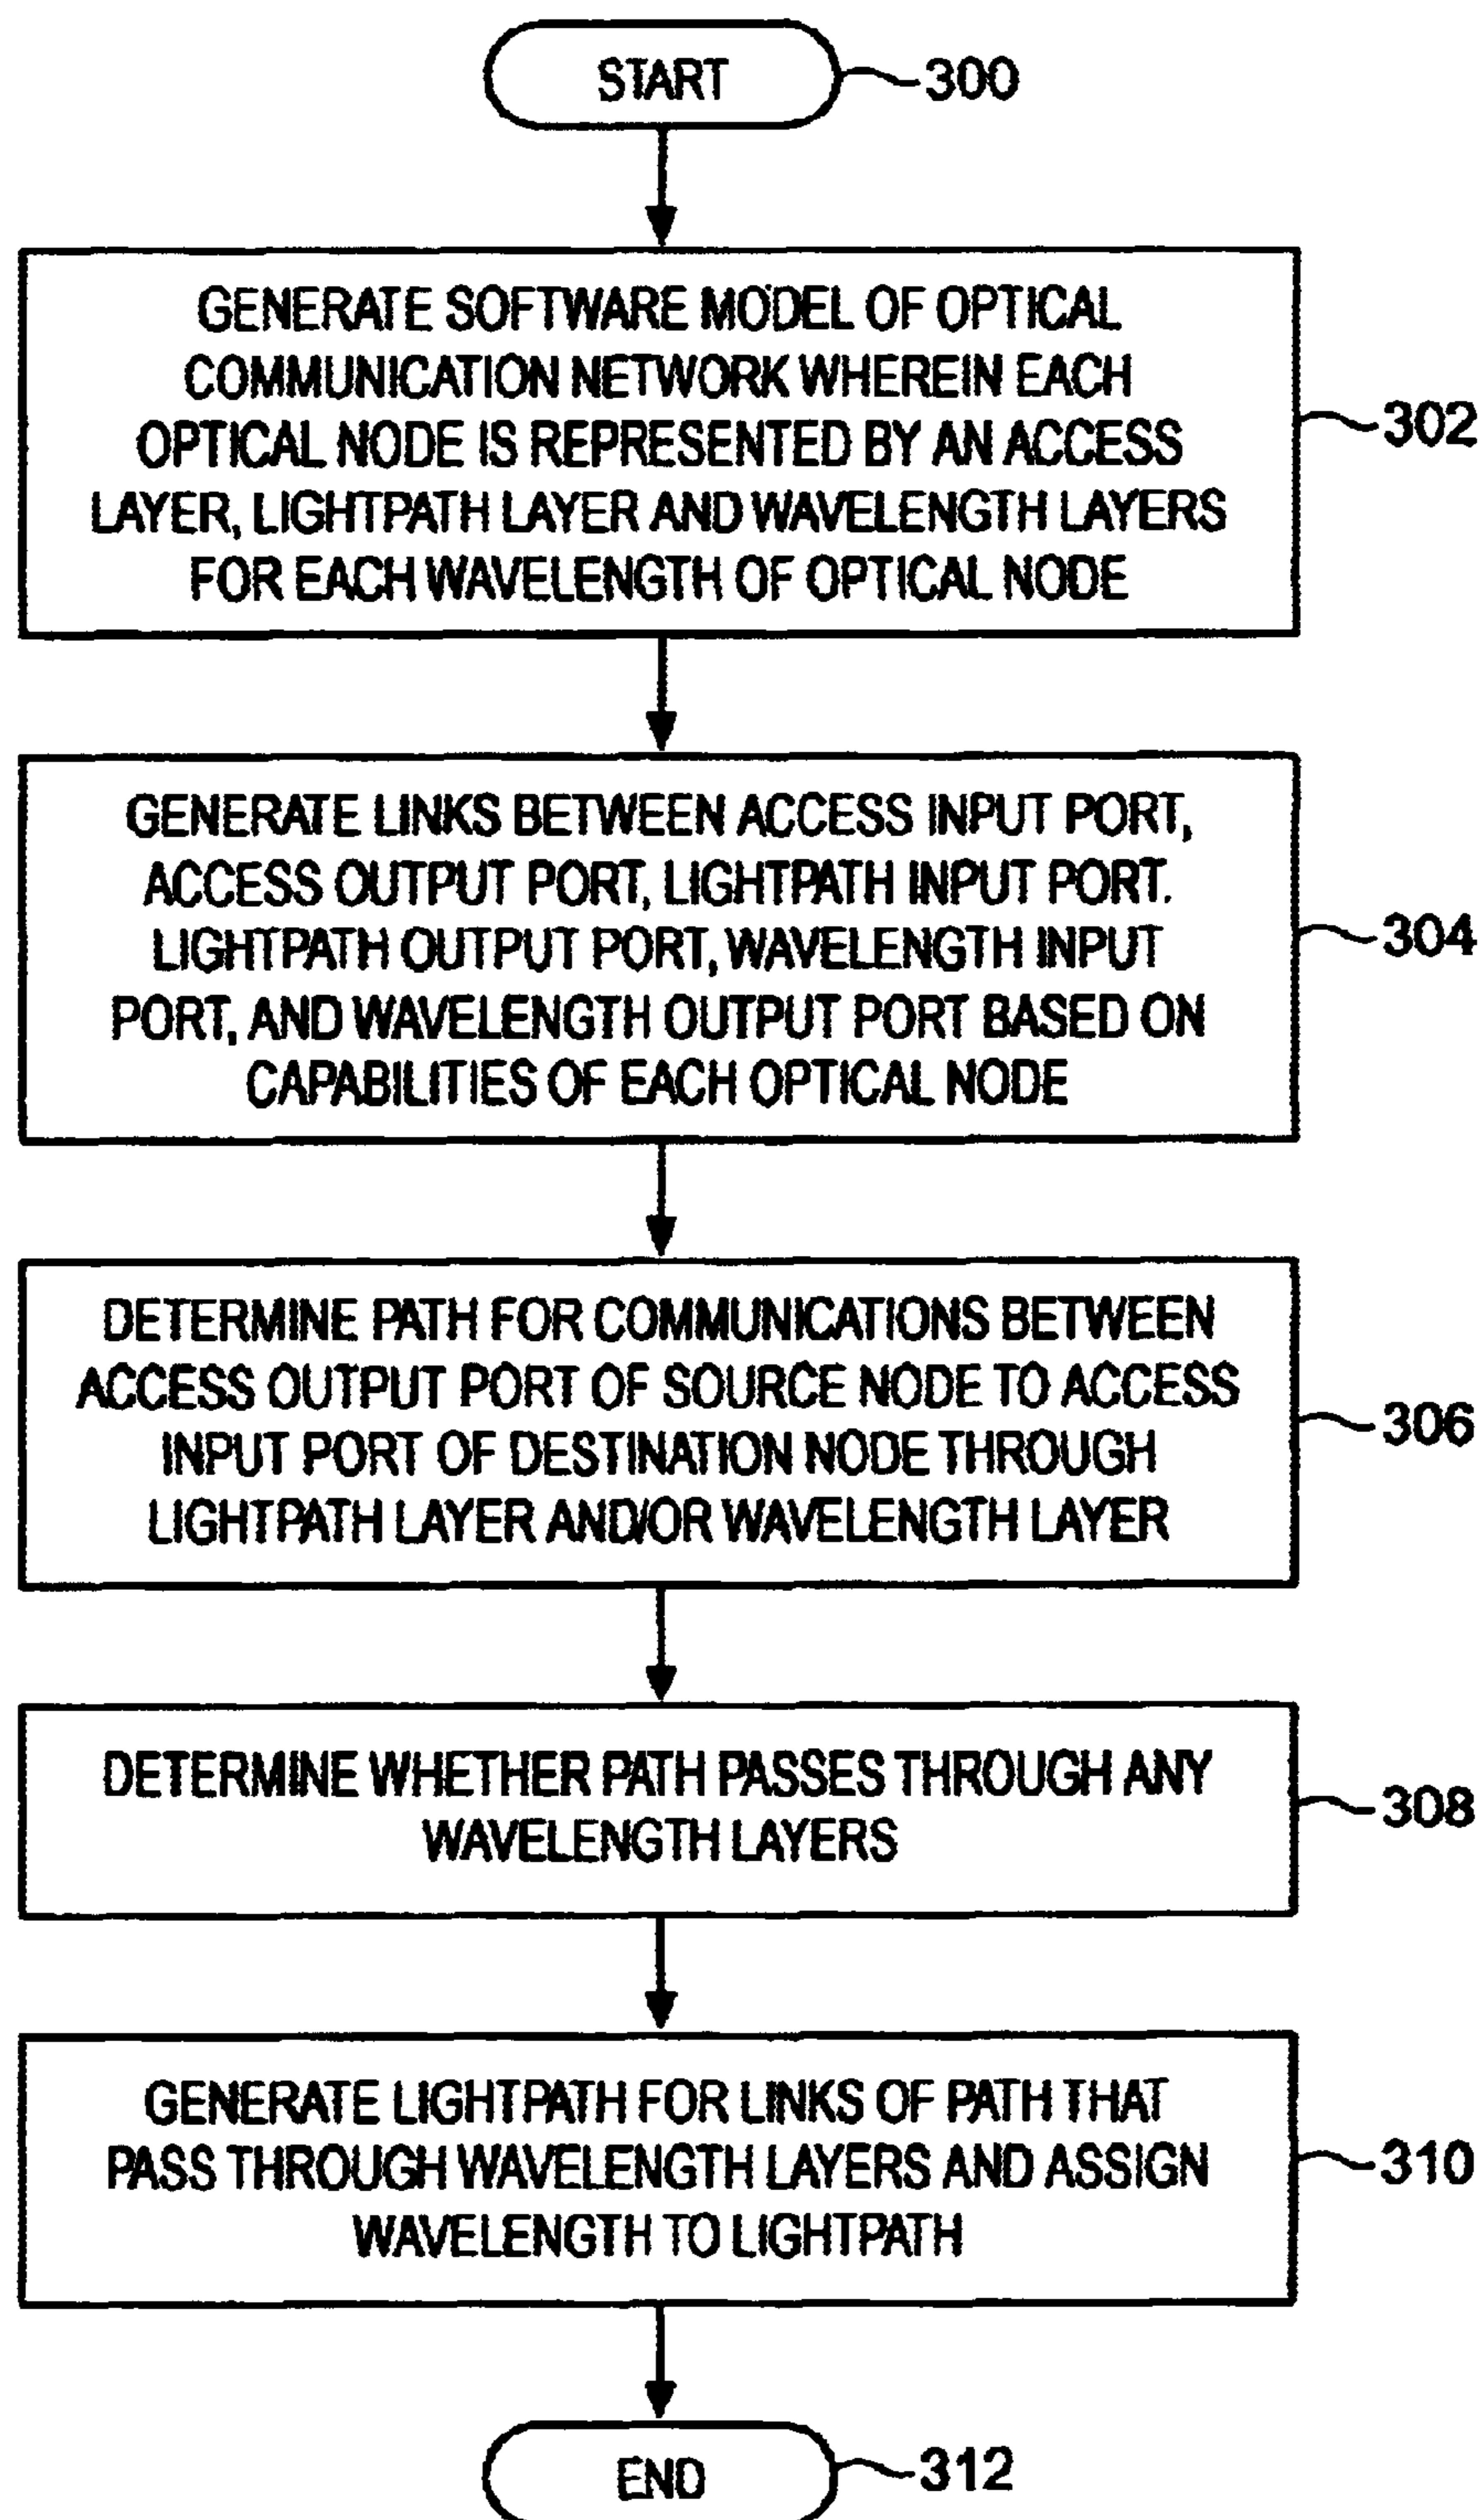 START
300
GENERATE SOFTWARE MODEL OF OPTICAL
COMMUNICATION NETWORK WHEREIN EACH
OPTICAL NODE IS REPRESENTED BY AN ACCESS
LAYER, LIGHTPATH LAYER AND WAVELENGTH LAYERS
FOR EACH WAVELENGTH OF OPTICAL NODE
302
GENERATE LINKS BETWEEN ACCESS INPUT PORT,
ACCESS OUTPUT PORT, LIGHTPATH INPUT PORT.
LIGHTPATH OUTPUT PORT, WAVELENGTH INPUT
PORT, AND WAVELENGTH OUTPUT PORT BASED ON
CAPABILITIES OF EACH OPTICAL NODE
304
DETERMINE PATH FOR COMMUNICATIONS BETWEEN
ACCESS OUTPUT PORT OF SOURCE NODE TO ACCESS
INPUT PORT OF DESTINATION NODE THROUGH
LIGHTPATH LAYER AND/OR WAVELENGTH LAYER
306
DETERMINE WHETHER PATH PASSES THROUGH ANY
WAVELENGTH LAYERS
308
GENERATE LIGHTPATH FOR LINKS OF PATH THAT
PASS THROUGH WAVELENGTH LAYERS AND ASSIGN
WAVELENGTH TO LIGHTPATH
310
END
312